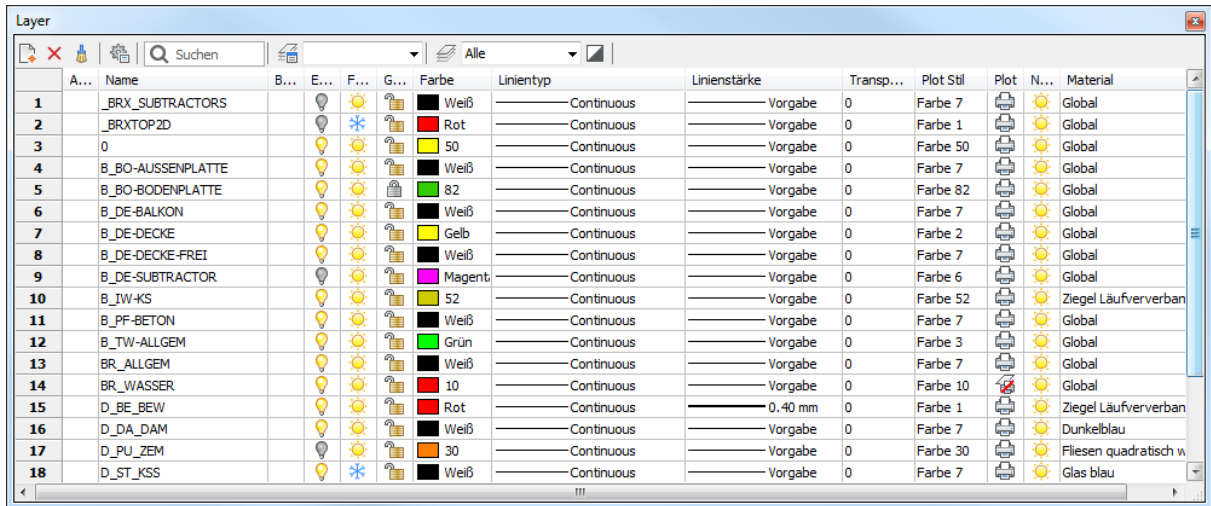 Layer
Suchen Alle
A... Name B... E... F... G... Farbe Linientyp Linienstärke Transp... Plot Stil Plot N... Material
1 _BRX_SUBTRACTORS Weiß Continuous Vorgabe 0 Farbe 7 Global
2 _BRXTOP2D Rot Continuous Vorgabe 0 Farbe 1 Global
3 0 50 Continuous Vorgabe 0 Farbe 50 Global
4 B_BO-AUSSENPLATTE Weiß Continuous Vorgabe 0 Farbe 7 Global
5 B_BO-BODENPLATTE 82 Continuous Vorgabe 0 Farbe 82 Global
6 B_DE-BALKON Weiß Continuous Vorgabe 0 Farbe 7 Global
7 B_DE-DECKE Gelb Continuous Vorgabe 0 Farbe 2 Global
8 B_DE-DECKE-FREI Weiß Continuous Vorgabe 0 Farbe 7 Global
9 B_DE-SUBTRACTOR Magenta Continuous Vorgabe 0 Farbe 6 Global
10 B_IW-KS 52 Continuous Vorgabe 0 Farbe 52 Ziegel Läufververban
11 B_PF-BETON Weiß Continuous Vorgabe 0 Farbe 7 Global
12 B_TW-ALLGEM Grün Continuous Vorgabe 0 Farbe 3 Global
13 BR_ALLGEM Weiß Continuous Vorgabe 0 Farbe 7 Global
14 BR_WASSER 10 Continuous Vorgabe 0 Farbe 10 Global
15 D_BE_BEW Rot Continuous 0.40 mm 0 Farbe 1 Ziegel Läufververban
16 D_DA_DAM Weiß Continuous Vorgabe 0 Farbe 7 Dunkelblau
17 D_PU_ZEM 30 Continuous Vorgabe 0 Farbe 30 Fliesen quadratisch w
18 D_ST_KSS Weiß Continuous Vorgabe 0 Farbe 7 Glas blau